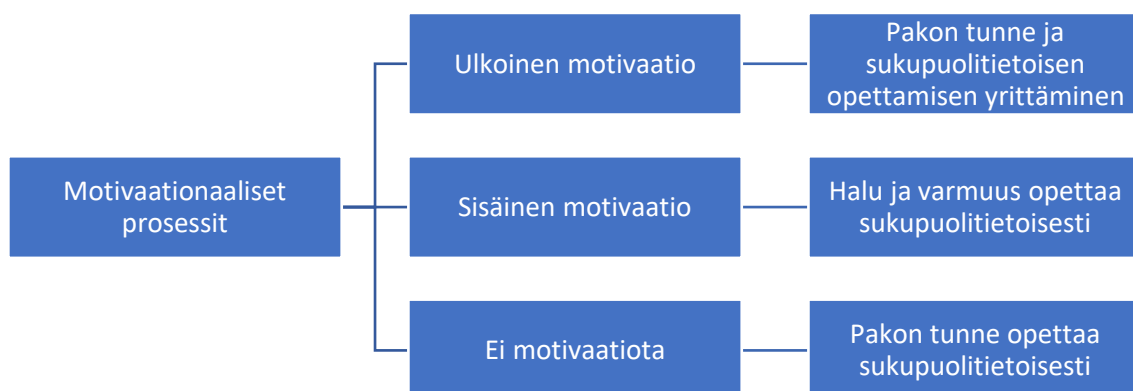 Motivaationaaliset
prosessit
Ulkoinen motivaatio
Pakon tunne ja
sukupuolitietoisen
opettamisen yrittäminen
Sisäinen motivaatio
Halu ja varmuus opettaa
sukupuolitietoisesti
Ei motivaatiota
Pakon tunne opettaa
sukupuolitietoisesti